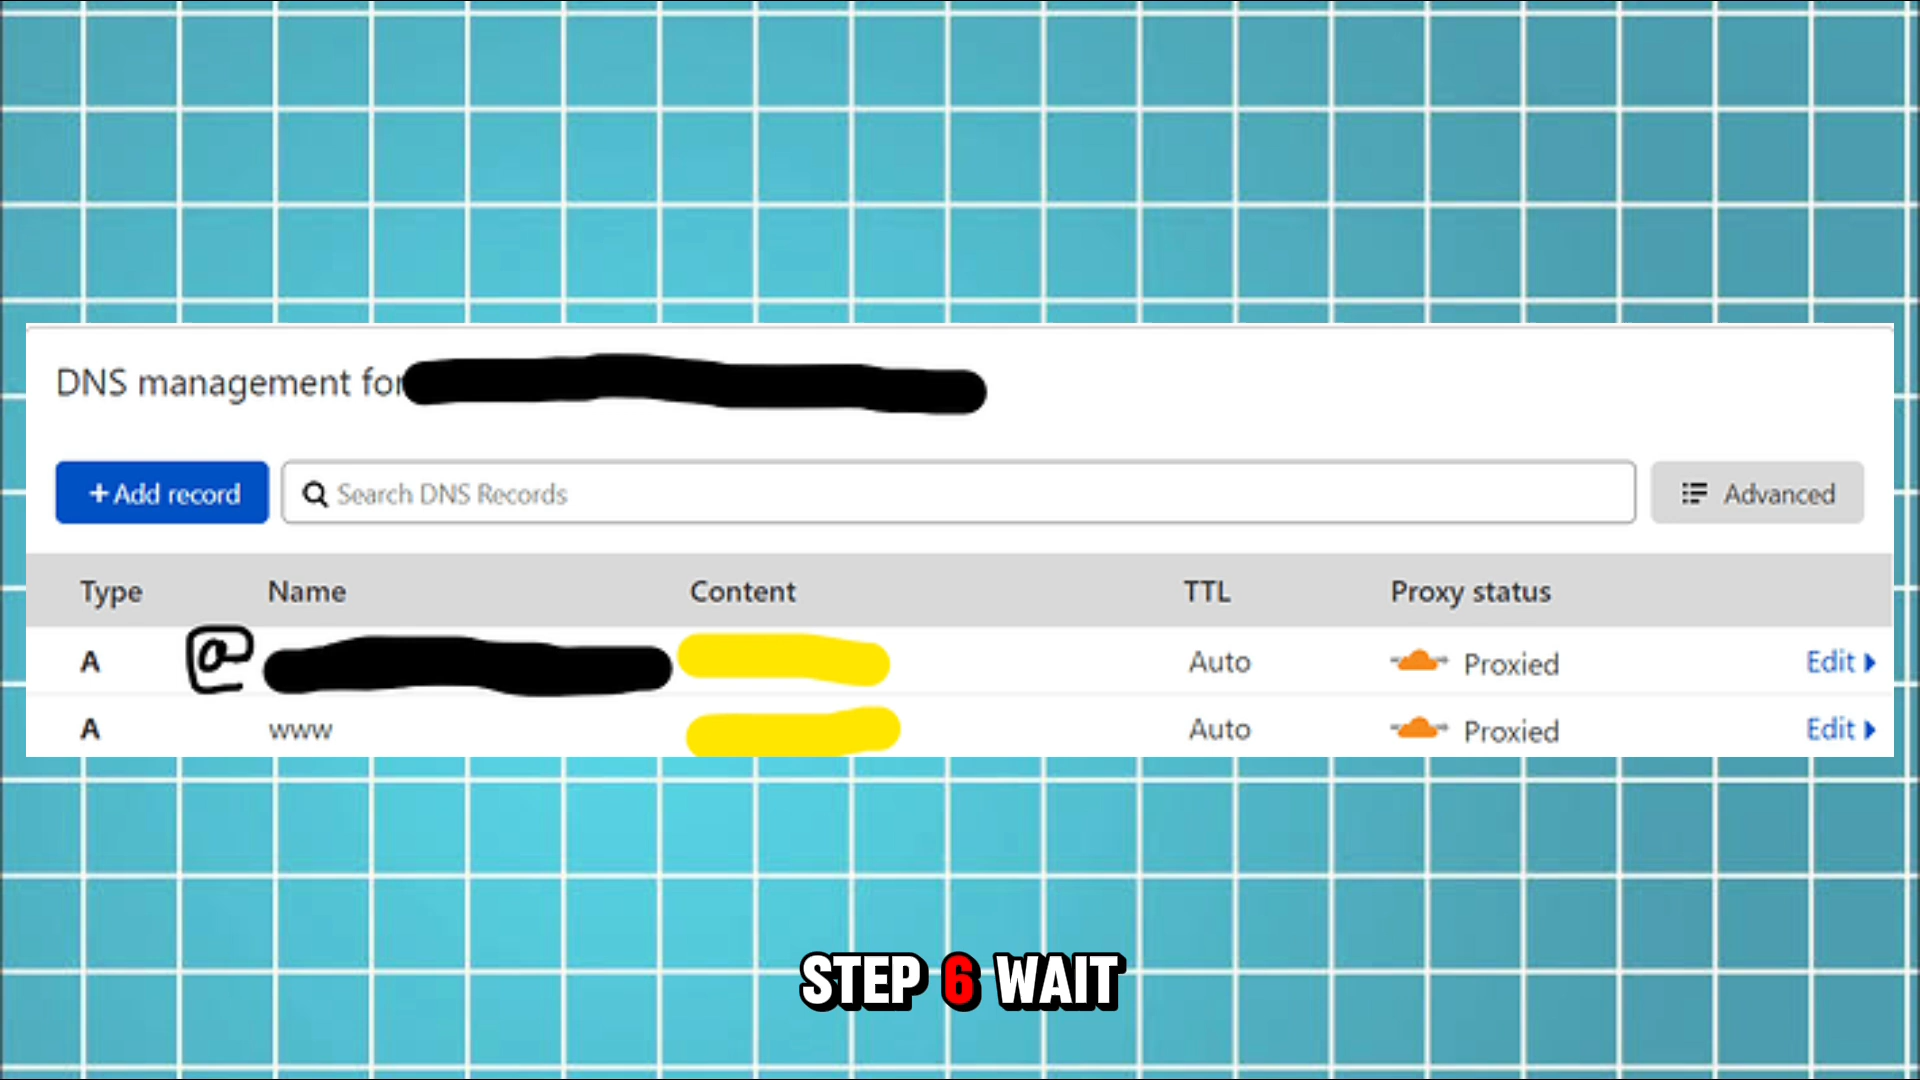 DNS management for
+ Add record
Search DNS Records
Advanced
Type Name Content TTL Proxy status
A @ Auto Proxied Edit
A www Auto Proxied Edit
STEP 6 WAIT